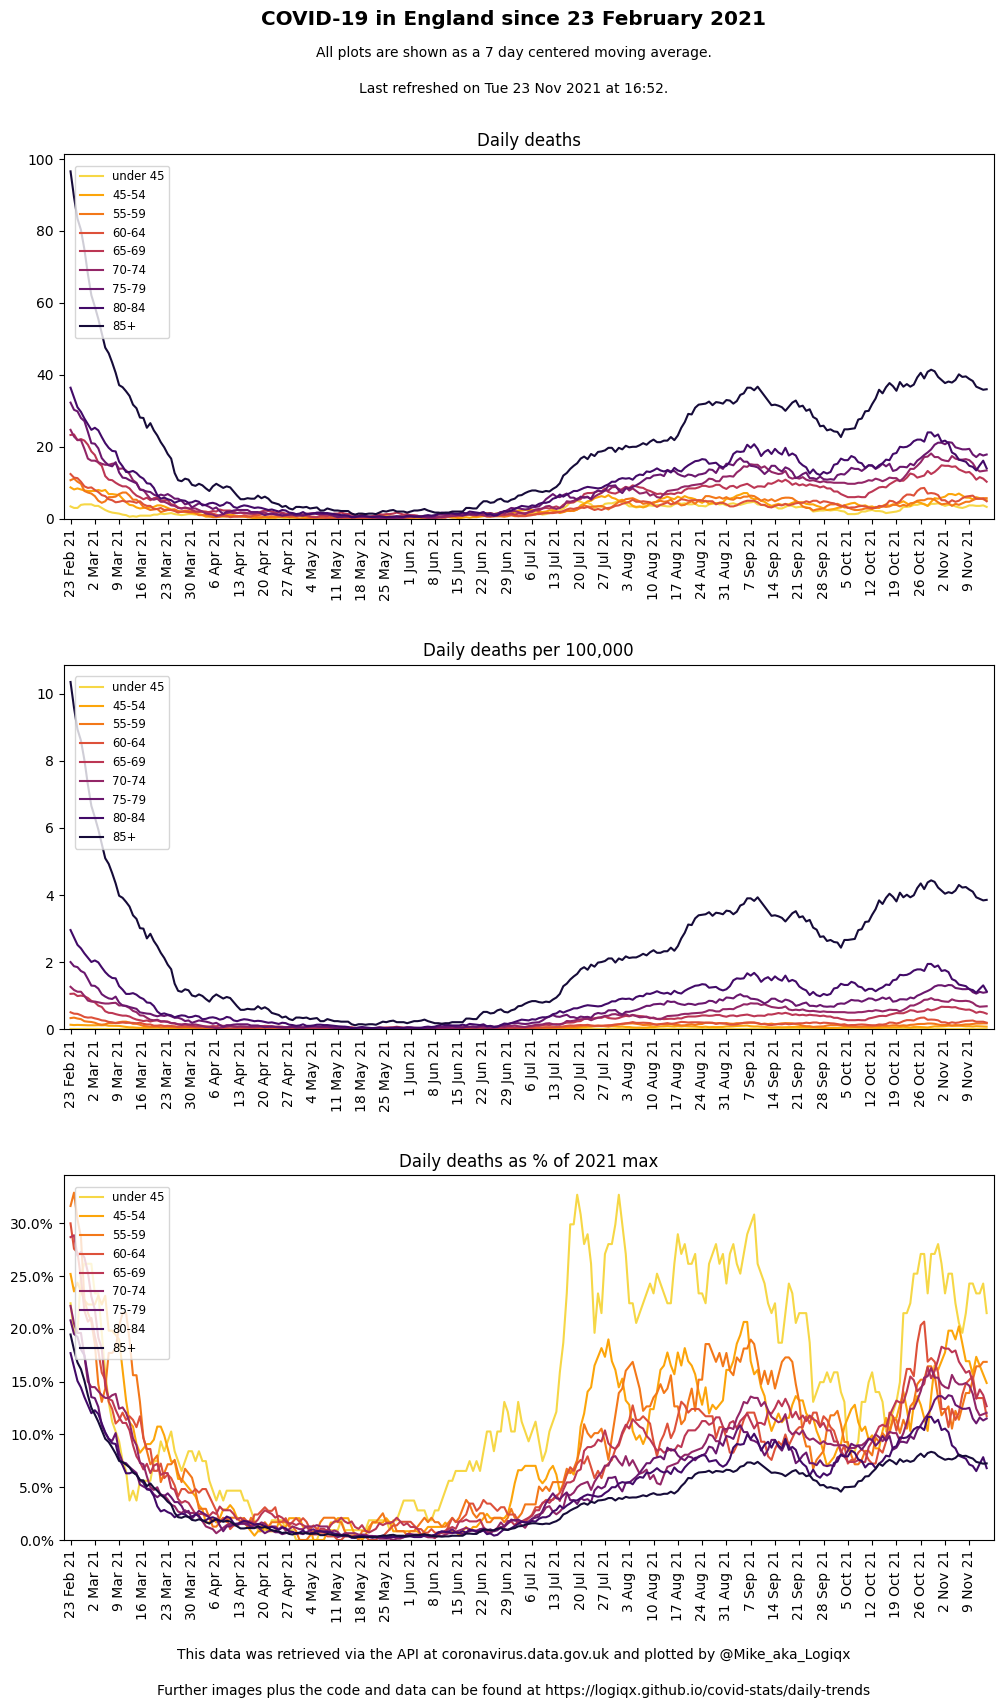 COVID-19 in England since 23 February 2021
All plots are shown as a 7 day centered moving average.
Last refreshed on Tue 23 Nov 2021 at 16:52.
Daily deaths
100
80
60
40
20
0
under 45
45-54
55-59
60-64
65-69
70-74
75-79
80-84
85+
23 Feb 21
2 Mar 21
9 Mar 21
16 Mar 21
23 Mar 21
30 Mar 21
6 Apr 21
13 Apr 21
20 Apr 21
27 Apr 21
4 May 21
11 May 21
18 May 21
25 May 21
1 Jun 21
8 Jun 21
15 Jun 21
22 Jun 21
29 Jun 21
6 Jul 21
13 Jul 21
20 Jul 21
27 Jul 21
3 Aug 21
10 Aug 21
17 Aug 21
24 Aug 21
31 Aug 21
7 Sep 21
14 Sep 21
21 Sep 21
28 Sep 21
5 Oct 21
12 Oct 21
19 Oct 21
26 Oct 21
2 Nov 21
9 Nov 21
Daily deaths per 100,000
10
8
6
4
2
0
under 45
45-54
55-59
60-64
65-69
70-74
75-79
80-84
85+
23 Feb 21
2 Mar 21
9 Mar 21
16 Mar 21
23 Mar 21
30 Mar 21
6 Apr 21
13 Apr 21
20 Apr 21
27 Apr 21
4 May 21
11 May 21
18 May 21
25 May 21
1 Jun 21
8 Jun 21
15 Jun 21
22 Jun 21
29 Jun 21
6 Jul 21
13 Jul 21
20 Jul 21
27 Jul 21
3 Aug 21
10 Aug 21
17 Aug 21
24 Aug 21
31 Aug 21
7 Sep 21
14 Sep 21
21 Sep 21
28 Sep 21
5 Oct 21
12 Oct 21
19 Oct 21
26 Oct 21
2 Nov 21
9 Nov 21
Daily deaths as % of 2021 max
30.0%
25.0%
20.0%
15.0%
10.0%
5.0%
0.0%
under 45
45-54
55-59
60-64
65-69
70-74
75-79
80-84
85+
23 Feb 21
2 Mar 21
9 Mar 21
16 Mar 21
23 Mar 21
30 Mar 21
6 Apr 21
13 Apr 21
20 Apr 21
27 Apr 21
4 May 21
11 May 21
18 May 21
25 May 21
1 Jun 21
8 Jun 21
15 Jun 21
22 Jun 21
29 Jun 21
6 Jul 21
13 Jul 21
20 Jul 21
27 Jul 21
3 Aug 21
10 Aug 21
17 Aug 21
24 Aug 21
31 Aug 21
7 Sep 21
14 Sep 21
21 Sep 21
28 Sep 21
5 Oct 21
12 Oct 21
19 Oct 21
26 Oct 21
2 Nov 21
9 Nov 21
This data was retrieved via the API at coronavirus.data.gov.uk and plotted by @Mike_aka_Logiqx
Further images plus the code and data can be found at https://logiqx.github.io/covid-stats/daily-trends